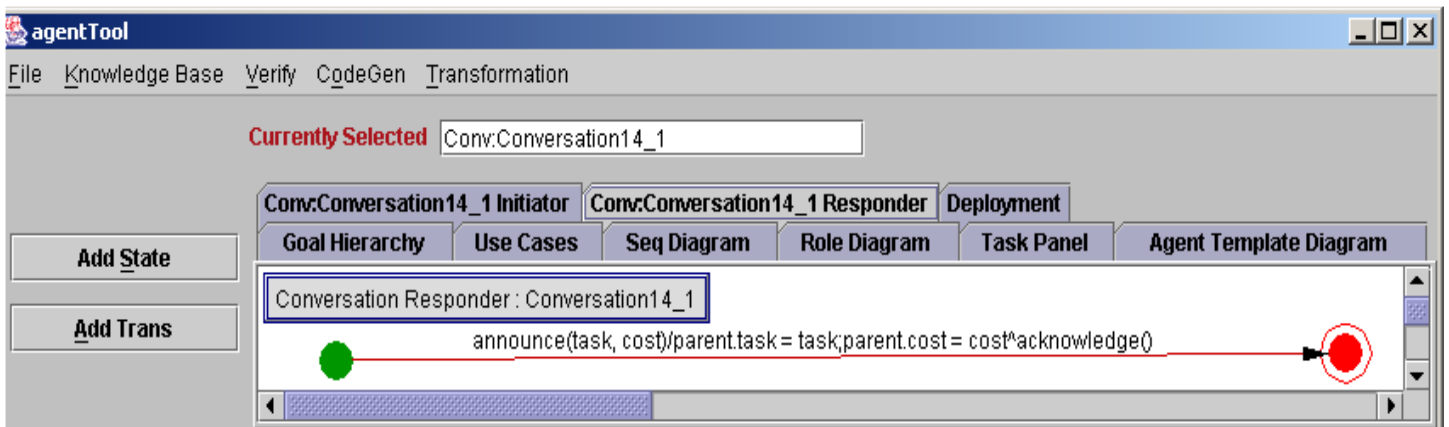 agentTool
File Knowledge Base Verify CodeGen Transformation
Currently Selected Conv:Conversation14_1
Conv:Conversation14_1 Initiator Conv:Conversation14_1 Responder Deployment
Goal Hierarchy Use Cases Seq Diagram Role Diagram Task Panel Agent Template Diagram
Add State
Conversation Responder : Conversation14_1
Add Trans
announce(task, cost)/parent.task = task;parent.cost = cost^acknowledge()